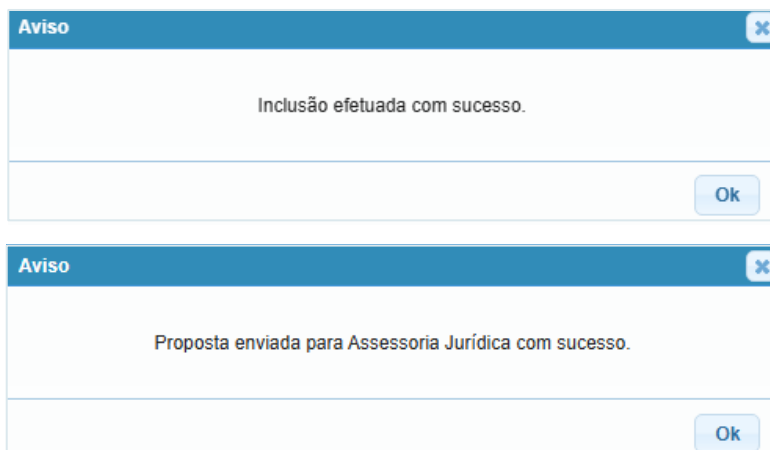 Aviso
Inclusão efetuada com sucesso.
Ok
Aviso
Proposta enviada para Assessoria Jurídica com sucesso.
Ok